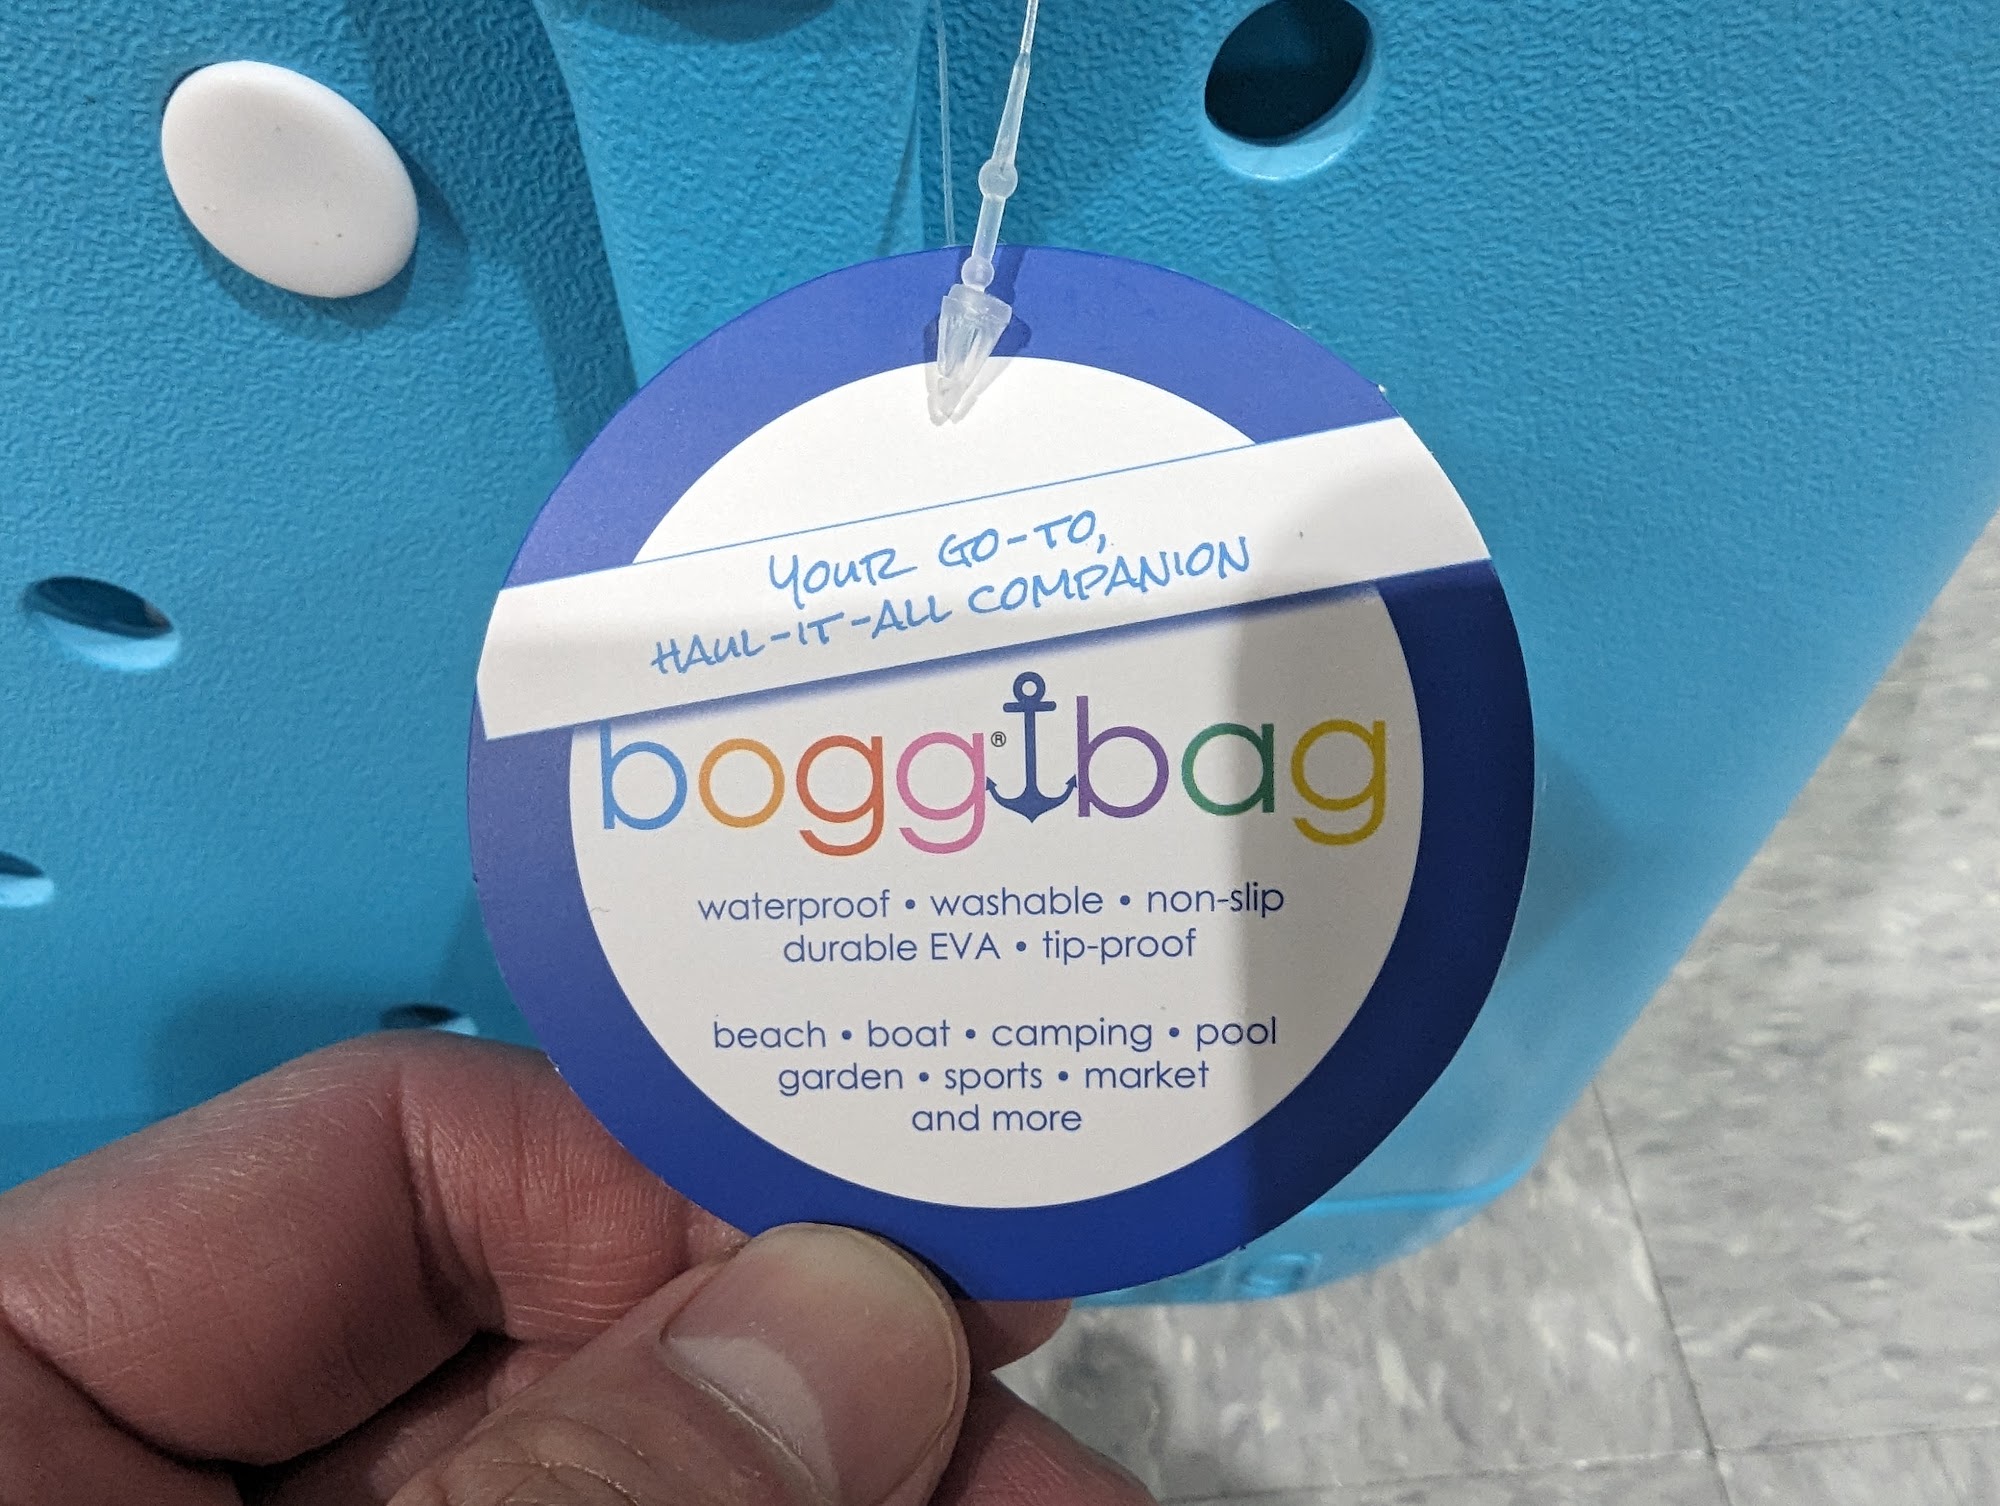 YOUR GO-TO,
HAUL-IT-ALL COMPANION
bogg® bag
waterproof • washable • non-slip
durable EVA • tip-proof
beach • boat • camping • pool
garden • sports • market
and more